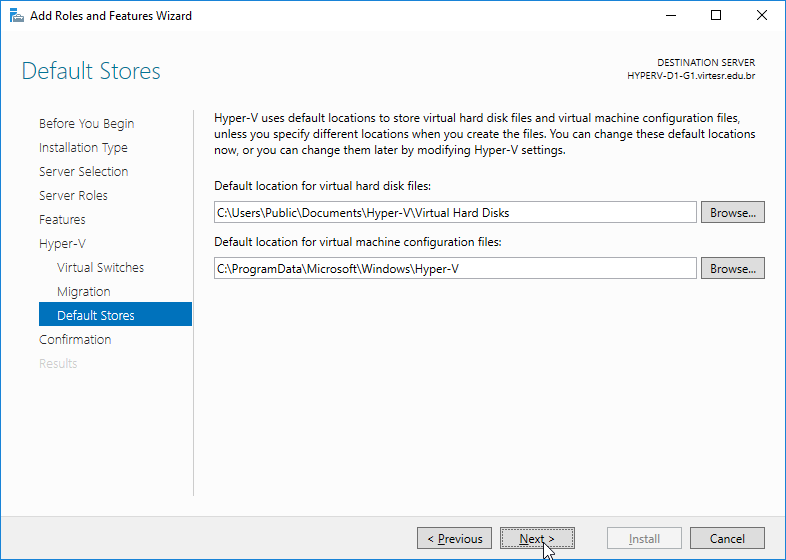 Add Roles and Features Wizard
Default Stores
DESTINATION SERVER
HYPERV-D1-G1.virtesr.edu.br
Before You Begin
Installation Type
Server Selection
Server Roles
Features
Hyper-V
Virtual Switches
Migration
Default Stores
Confirmation
Results
Hyper-V uses default locations to store virtual hard disk files and virtual machine configuration files,
unless you specify different locations when you create the files. You can change these default locations
now, or you can change them later by modifying Hyper-V settings.
Default location for virtual hard disk files:
C:\Users\Public\Documents\Hyper-V\Virtual Hard Disks
Browse...
Default location for virtual machine configuration files:
C:\ProgramData\Microsoft\Windows\Hyper-V
Browse...
< Previous
Next >
Install
Cancel